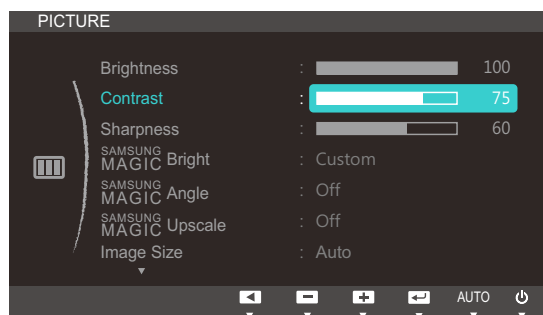 PICTURE
Brightness : 100
Contrast : 75
Sharpness : 60
SAMSUNG MAGIC Bright : Custom
SAMSUNG MAGIC Angle : Off
SAMSUNG MAGIC Upscale : Off
Image Size : Auto
AUTO